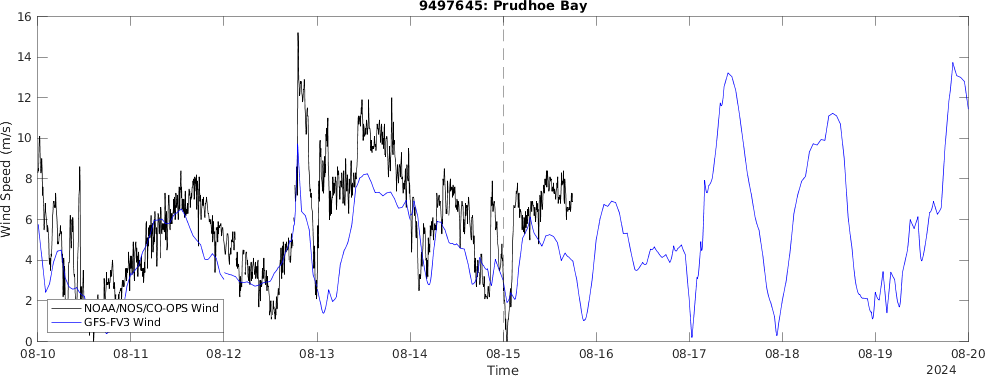 9497645: Prudhoe Bay
Wind Speed (m/s)
16
14
12
10
8
6
4
2
0
NOAA/NOS/CO-OPS Wind
GFS-FV3 Wind
08-10 08-11 08-12 08-13 08-14 08-15 08-16 08-17 08-18 08-19 08-20
Time
2024